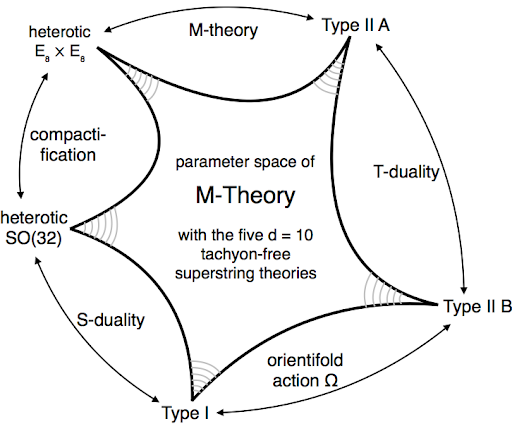 heterotic
E₈ x E₈
M-theory
Type II A
compacti-
fication
parameter space of
M-Theory
with the five d = 10
tachyon-free
superstring theories
T-duality
heterotic
SO(32)
S-duality
Type II B
orientifold
action Ω
Type I